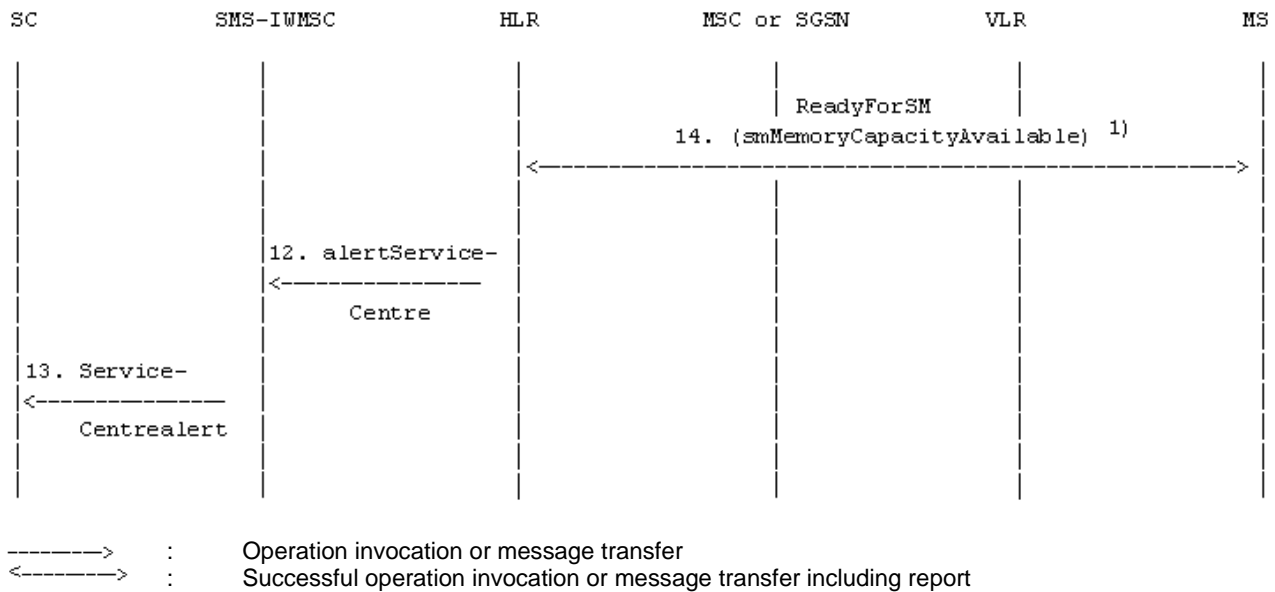 SC SMS-IWMSC HLR MSC or SGSN VLR MS
ReadyForSM
14. (smMemoryCapacityAvailable) 1)
12. alertService-
Centre
13. Service-
Centrealert
: Operation invocation or message transfer
: Successful operation invocation or message transfer including report